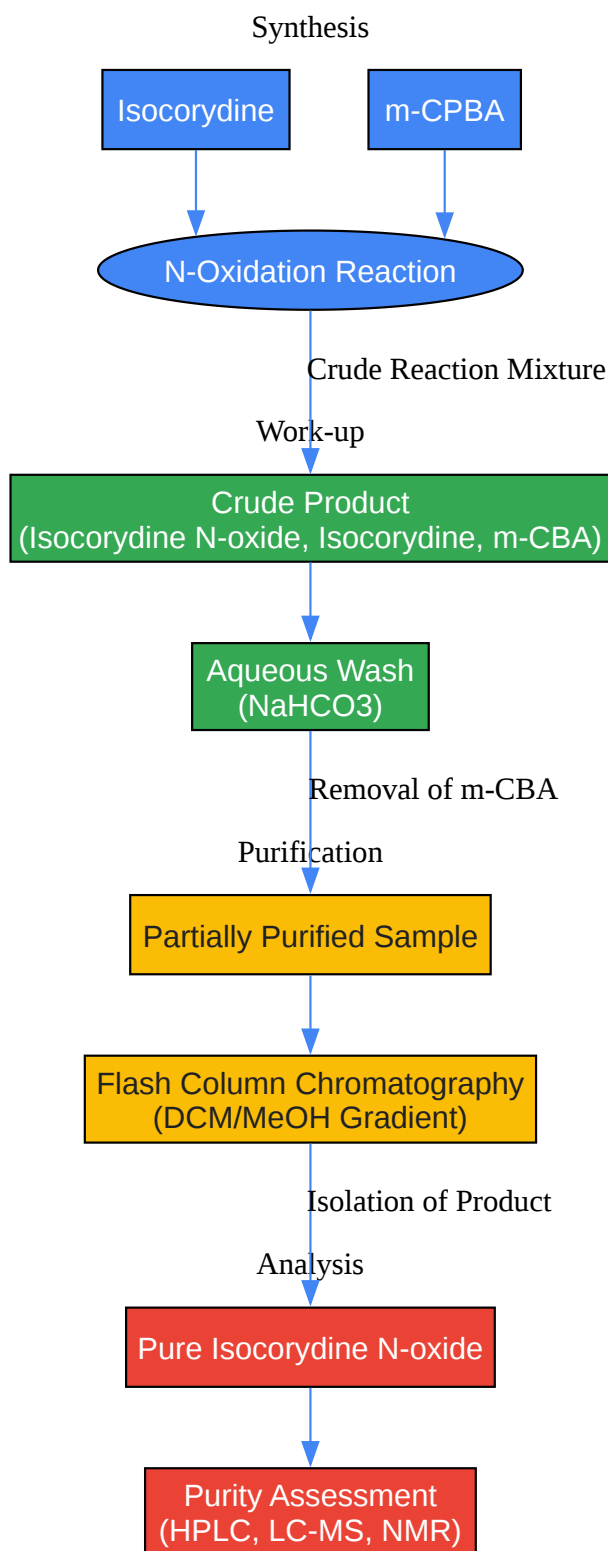 Synthesis
Isocorydine
m-CPBA
N-Oxidation Reaction
Crude Reaction Mixture
Work-up
Crude Product
(Isocorydine N-oxide, Isocorydine, m-CBA)
Aqueous Wash
(NaHCO3)
Removal of m-CBA
Purification
Partially Purified Sample
Flash Column Chromatography
(DCM/MeOH Gradient)
Isolation of Product
Analysis
Pure Isocorydine N-oxide
Purity Assessment
(HPLC, LC-MS, NMR)